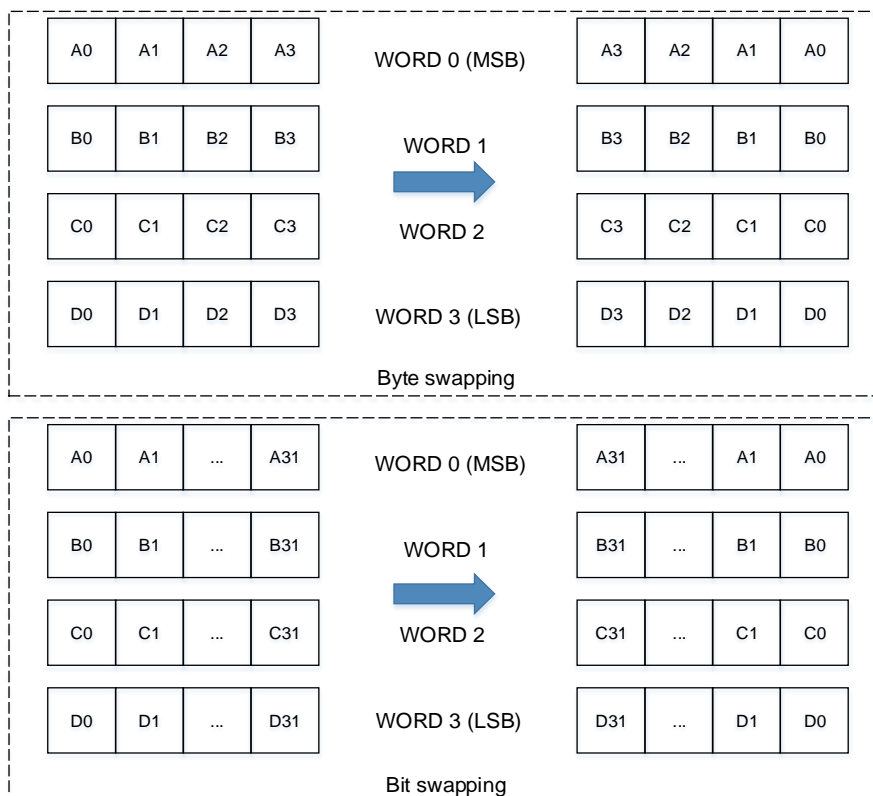 A0 A1 A2 A3 WORD 0 (MSB) A3 A2 A1 A0
B0 B1 B2 B3 WORD 1 B3 B2 B1 B0
C0 C1 C2 C3 WORD 2 C3 C2 C1 C0
D0 D1 D2 D3 WORD 3 (LSB) D3 D2 D1 D0
Byte swapping
A0 A1 ... A31 WORD 0 (MSB) A31 ... A1 A0
B0 B1 ... B31 WORD 1 B31 ... B1 B0
C0 C1 ... C31 WORD 2 C31 ... C1 C0
D0 D1 ... D31 WORD 3 (LSB) D31 ... D1 D0
Bit swapping